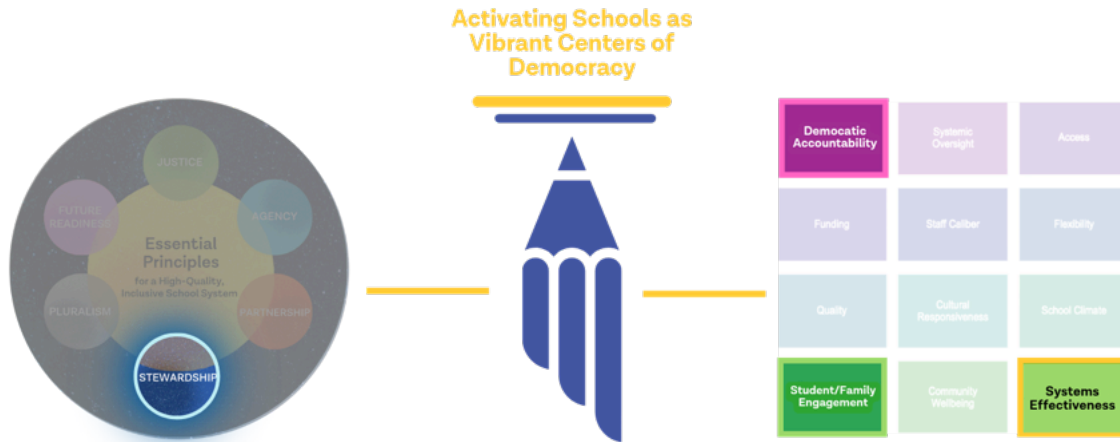 Activating Schools as
Vibrant Centers of
Democracy
JUSTICE
FUTURE
READINESS
AGENCY
Essential
Principles
for a High-Quality,
Inclusive School System
PLURALISM
PARTNERSHIP
STEWARDSHIP
Democatic
Accountability
Systemic
Oversight
Access
Funding
Staff Caliber
Flexibility
Quality
Cultural
Responsiveness
School Climate
Student/Family
Engagement
Community
Wellbeing
Systems
Effectiveness